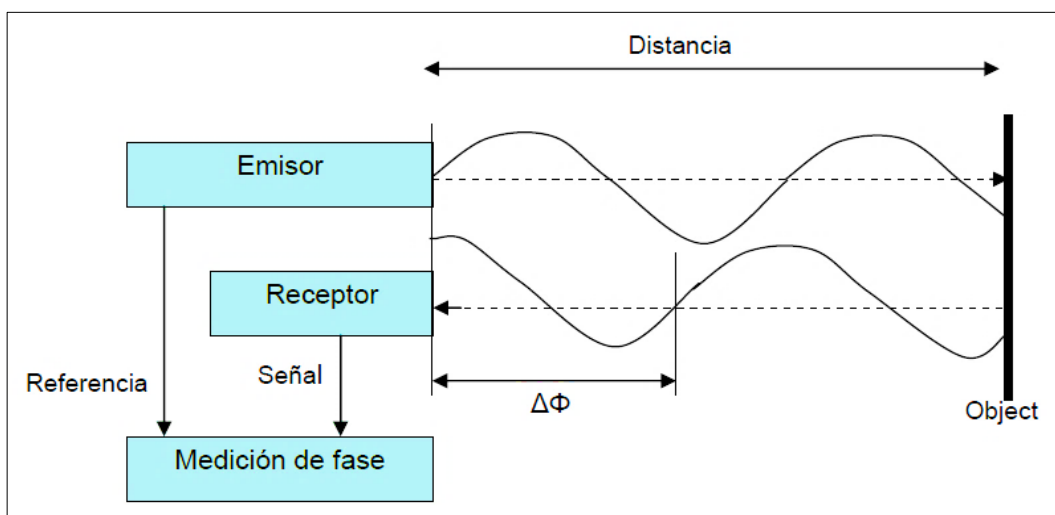 Distancia
Emisor
Receptor
Referencia
Señal
ΔΦ
Object
Medición de fase